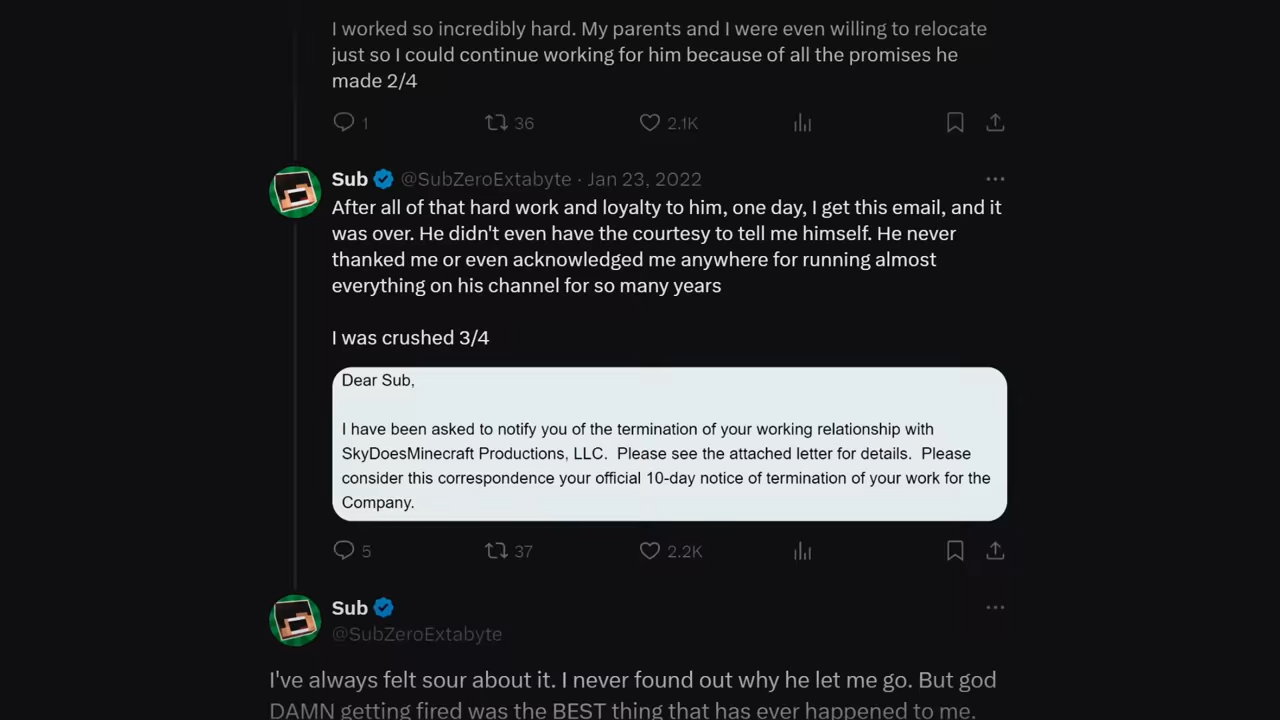 I worked so incredibly hard. My parents and I were even willing to relocate
just so I could continue working for him because of all the promises he
made 2/4
1 36 2.1K
Sub @SubZeroExtabyte · Jan 23, 2022
After all of that hard work and loyalty to him, one day, I get this email, and it
was over. He didn't even have the courtesy to tell me himself. He never
thanked me or even acknowledged me anywhere for running almost
everything on his channel for so many years
I was crushed 3/4
Dear Sub,
I have been asked to notify you of the termination of your working relationship with
SkyDoesMinecraft Productions, LLC. Please see the attached letter for details. Please
consider this correspondence your official 10-day notice of termination of your work for the
Company.
5 37 2.2K
Sub
@SubZeroExtabyte
I've always felt sour about it. I never found out why he let me go. But god
DAMN getting fired was the BEST thing that has ever happened to me.